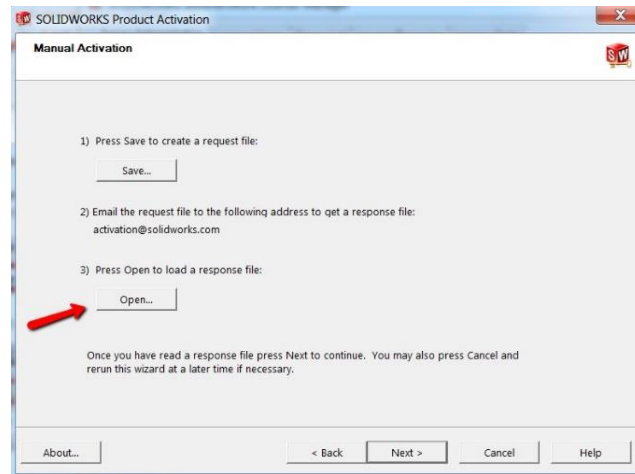 SOLIDWORKS Product Activation
Manual Activation
SW
1) Press Save to create a request file:
Save...
2) Email the request file to the following address to get a response file:
activation@solidworks.com
3) Press Open to load a response file:
Open...
Once you have read a response file press Next to continue. You may also press Cancel and
rerun this wizard at a later time if necessary.
About...
< Back
Next >
Cancel
Help